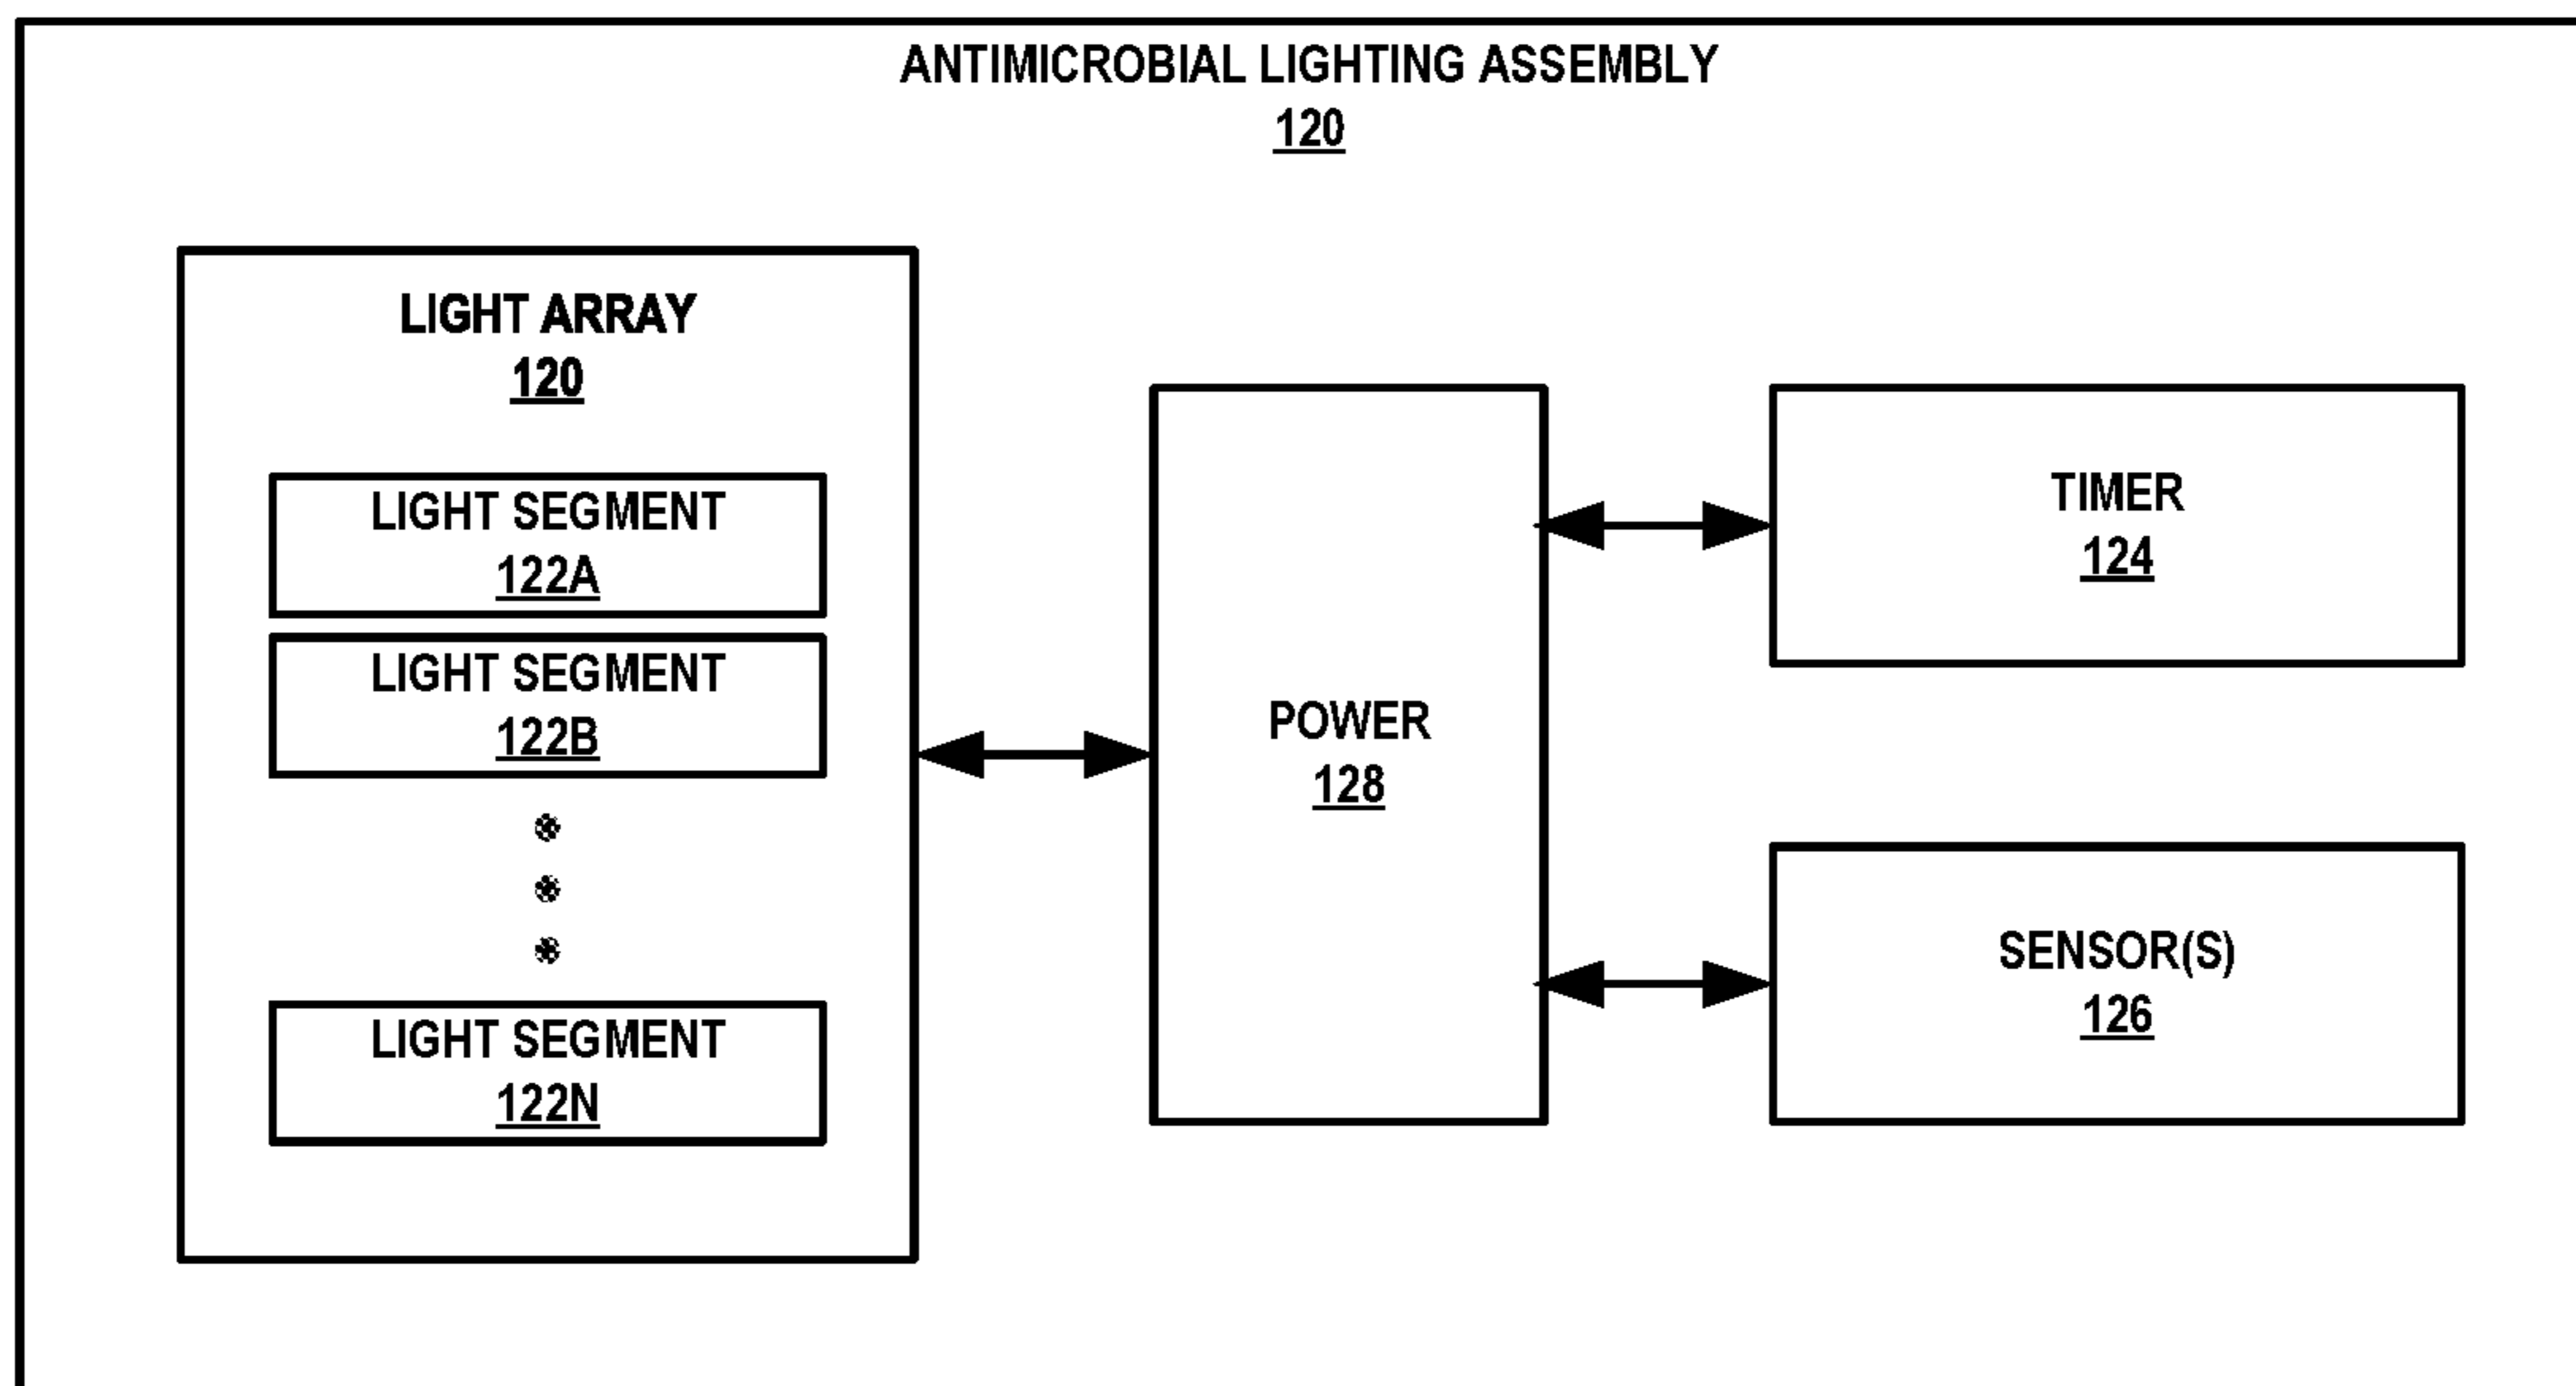 ANTIMICROBIAL LIGHTING ASSEMBLY
120
LIGHT ARRAY
120
LIGHT SEGMENT
122A
LIGHT SEGMENT
122B
LIGHT SEGMENT
122N
POWER
128
TIMER
124
SENSOR(S)
126